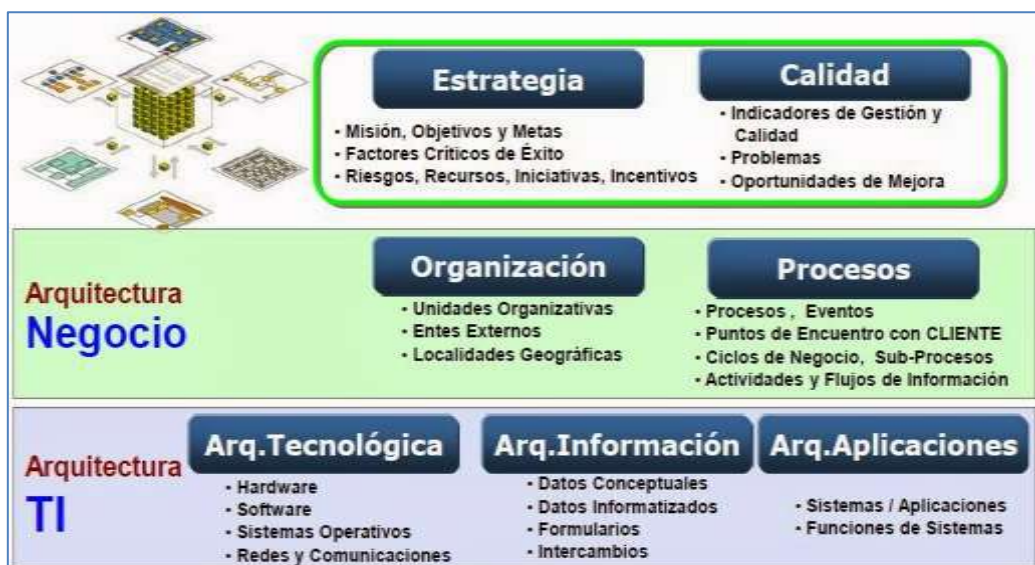 Estrategia
• Misión, Objetivos y Metas
• Factores Críticos de Éxito
• Riesgos, Recursos, Iniciativas, Incentivos
Calidad
• Indicadores de Gestión y
Calidad
• Problemas
• Oportunidades de Mejora
Arquitectura
Negocio
Organización
• Unidades Organizativas
• Entes Externos
• Localidades Geográficas
Procesos
• Procesos , Eventos
• Puntos de Encuentro con CLIENTE
• Ciclos de Negocio, Sub-Procesos
• Actividades y Flujos de Información
Arquitectura
TI
Arq.Tecnológica
• Hardware
• Software
• Sistemas Operativos
• Redes y Comunicaciones
Arq.Información
• Datos Conceptuales
• Datos Informatizados
• Formularios
• Intercambios
Arq.Aplicaciones
• Sistemas / Aplicaciones
• Funciones de Sistemas